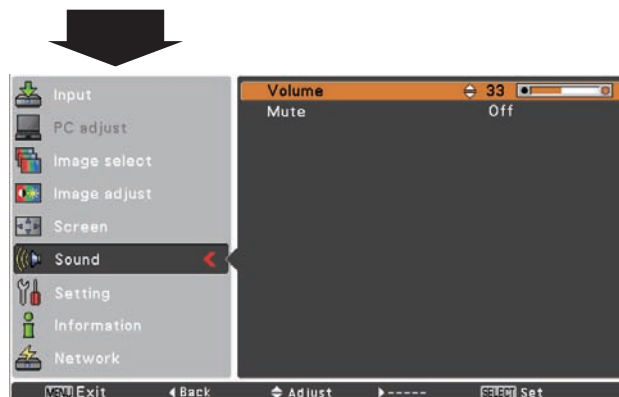 Input
PC adjust
Image select
Image adjust
Screen
Sound
Setting
Information
Network
Volume 33
Mute Off
MENU Exit Back Adjust ----- SELECT Set